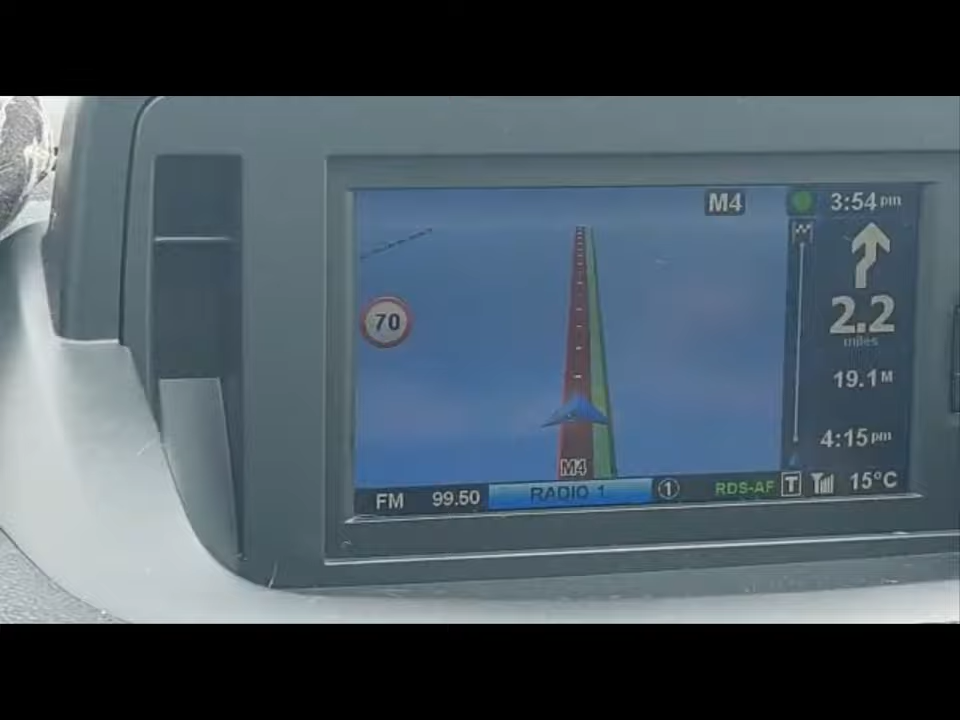 M4
3:54 pm
70
2.2
miles
19.1 M
4:15 pm
M4
FM 99.50 RADIO 1 1 RDS-AF T 15°C